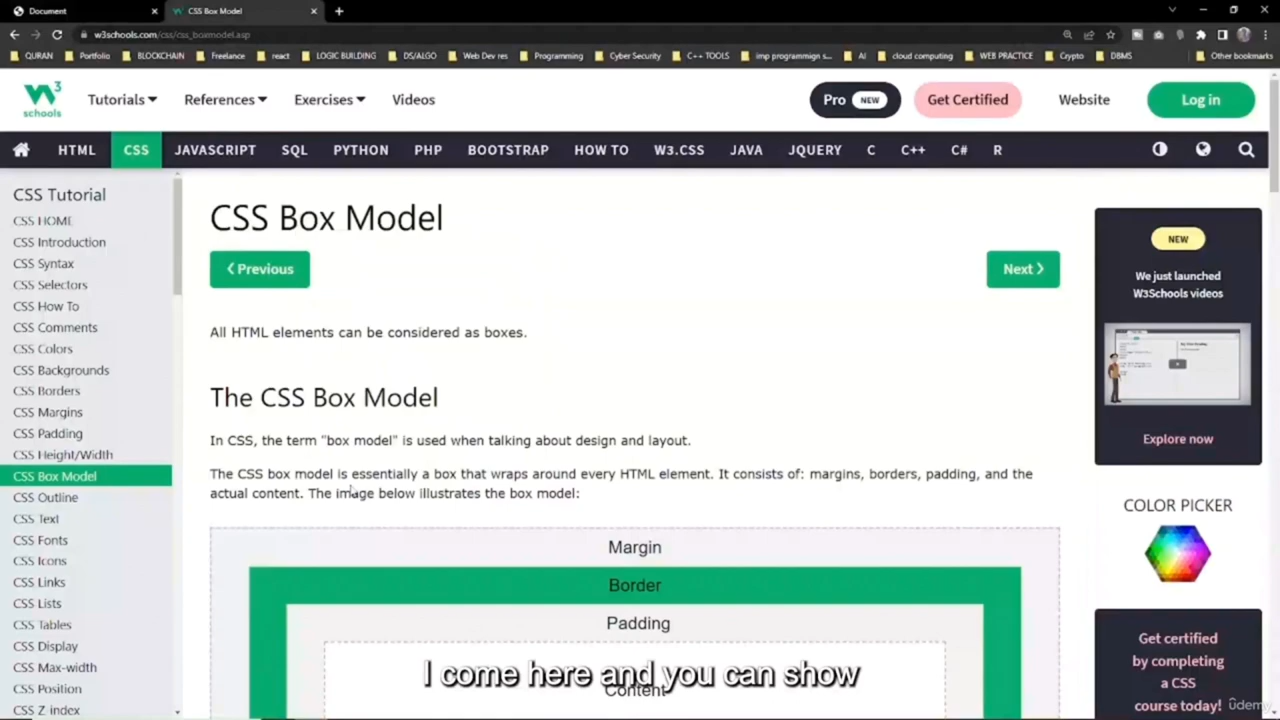 Document
CSS Box Model
w3schools.com/css/css_boxmodel.asp
QURAN Portfolio BLOCKCHAIN Freelance react LOGIC BUILDING DS/ALGO Web Dev res Programming Cyber Security C++ TOOLS imp programmign s... AI cloud computing WEB PRACTICE Crypto DBMS Other bookmarks
W3 schools
Tutorials References Exercises Videos Pro NEW Get Certified Website Log in
HTML CSS JAVASCRIPT SQL PYTHON PHP BOOTSTRAP HOW TO W3.CSS JAVA JQUERY C C++ C# R
CSS Tutorial
CSS HOME
CSS Introduction
CSS Syntax
CSS Selectors
CSS How To
CSS Comments
CSS Colors
CSS Backgrounds
CSS Borders
CSS Margins
CSS Padding
CSS Height/Width
CSS Box Model
CSS Outline
CSS Text
CSS Fonts
CSS Icons
CSS Links
CSS Lists
CSS Tables
CSS Display
CSS Max-width
CSS Position
CSS Z index
CSS Box Model
❮ Previous
Next ❯
All HTML elements can be considered as boxes.
The CSS Box Model
In CSS, the term "box model" is used when talking about design and layout.
The CSS box model is essentially a box that wraps around every HTML element. It consists of: margins, borders, padding, and the
actual content. The image below illustrates the box model:
Margin
Border
Padding
Content
I come here and you can show
NEW
We just launched
W3Schools videos
Explore now
COLOR PICKER
Get certified
by completing
a CSS
course today!
udemy